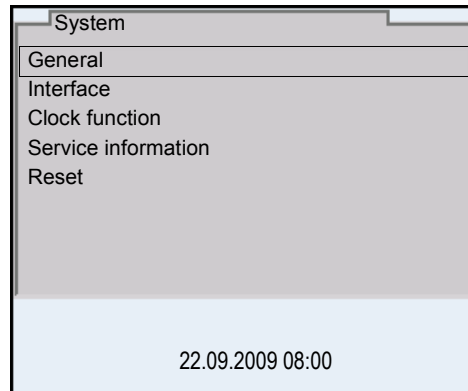 System
General
Interface
Clock function
Service information
Reset
22.09.2009 08:00